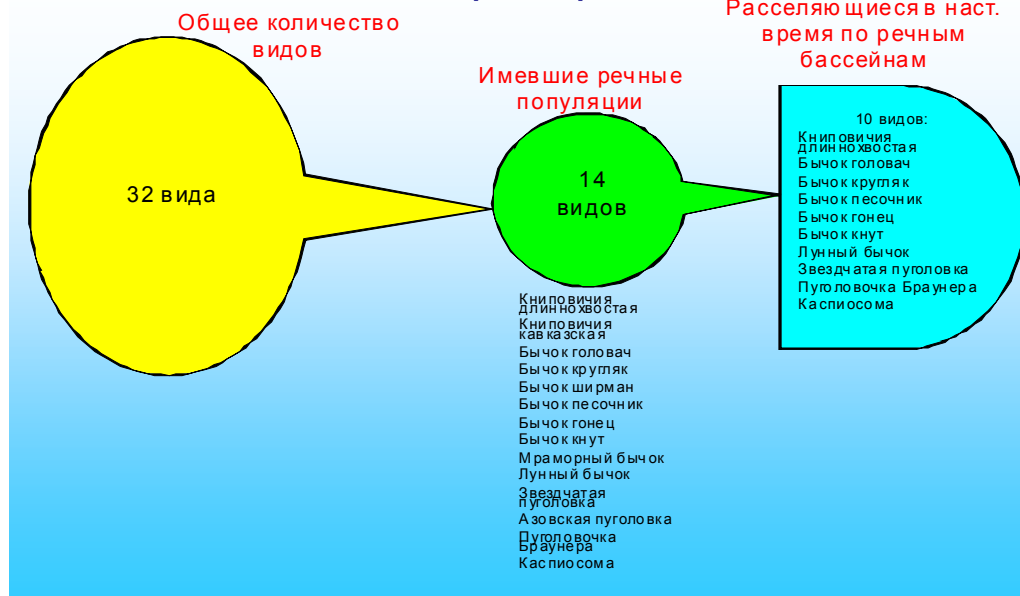 Общее количество
видов
32 вида
Имевшие речные
популяции
14
видов
Книповичия
длиннохвостая
Книповичия
кавказская
Бычок головач
Бычок кругляк
Бычок ширман
Бычок песочник
Бычок гонец
Бычок кнут
Мраморный бычок
Лунный бычок
Звездчатая
пуголовка
Азовская пуголовка
Пуголовочка
Браунера
Каспиосома
Расселяющиеся в наст.
время по речным
бассейнам
10 видов:
Книповичия
длиннохвостая
Бычок головач
Бычок кругляк
Бычок песочник
Бычок гонец
Бычок кнут
Лунный бычок
Звездчатая пуголовка
Пуголовочка Браунера
Каспиосома